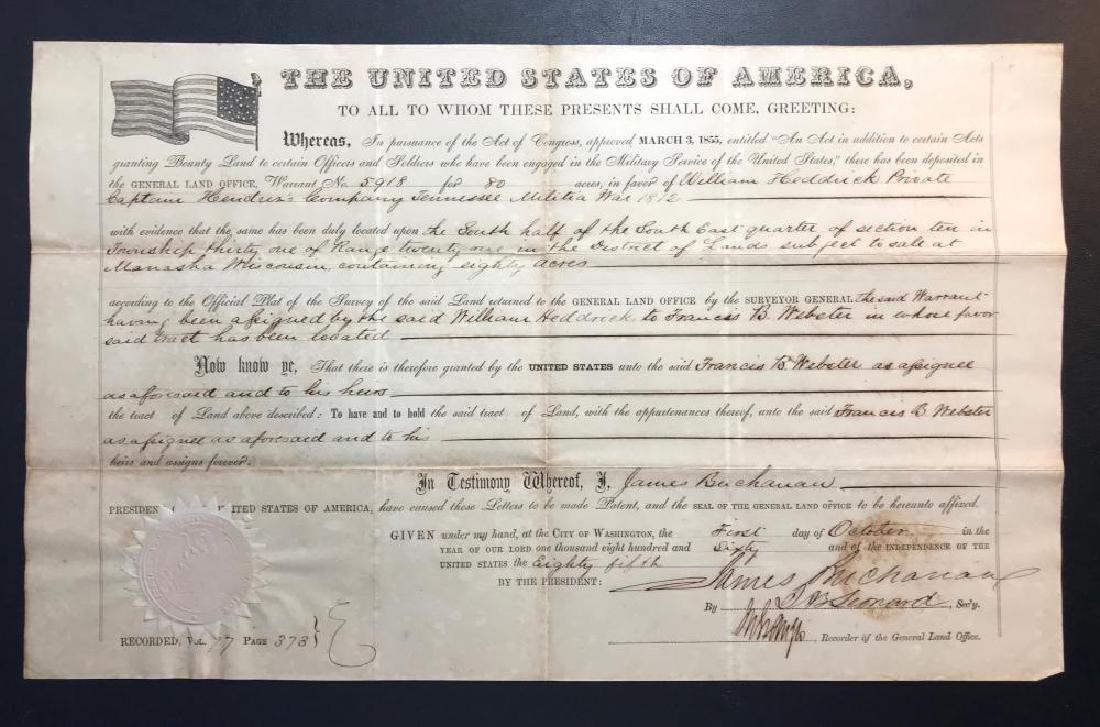 THE UNITED STATES OF AMERICA,
TO ALL TO WHOM THESE PRESENTS SHALL COME, GREETING:
Whereas, In pursuance of the Act of Congress, approved MARCH 3, 1855, entitled "An Act in addition to certain Acts
granting Bounty Land to certain Officers and Soldiers who have been engaged in the Military Service of the United States," there has been deposited in
the GENERAL LAND OFFICE, Warrant No 5918 for 80 acres, in favor of William Heddrick Private
Captain Hendrix's Company Tennessee Militia War 1812
with evidence that the same has been duly located upon the South half of the South East quarter of section ten in
Township thirty one of Range twenty one in the District of Lands subject to sale at
Manasha Wisconsin, containing eighty acres
according to the Official Plat of the Survey of the said Land returned to the GENERAL LAND OFFICE by the SURVEYOR GENERAL the said Warrant
having been assigned by the said William Heddrick to Francis B. Webster in whose favor
said Tract has been located
Now know ye, That there is therefore granted by the UNITED STATES unto the said Francis B. Webster as assignee
as aforesaid and to his heirs
the tract of Land above described: To have and to hold the said tract of Land, with the appurtenances thereof, unto the said Francis B. Webster
as assignee as aforesaid and to his
heirs and assigns forever.
In Testimony Whereof, I, James Buchanan
PRESIDENT UNITED STATES OF AMERICA, have caused these Letters to be made Patent, and the SEAL OF THE GENERAL LAND OFFICE to be hereunto affixed.
GIVEN under my hand, at the CITY OF WASHINGTON, the First day of October in the
YEAR OF OUR LORD one thousand eight hundred and Sixty and of the INDEPENDENCE OF THE
UNITED STATES the Eighty fifth
BY THE PRESIDENT: James Buchanan
By Leonard, Sec'y.
RECORDED, VOL. 77 PAGE 373
Recorder of the General Land Office.